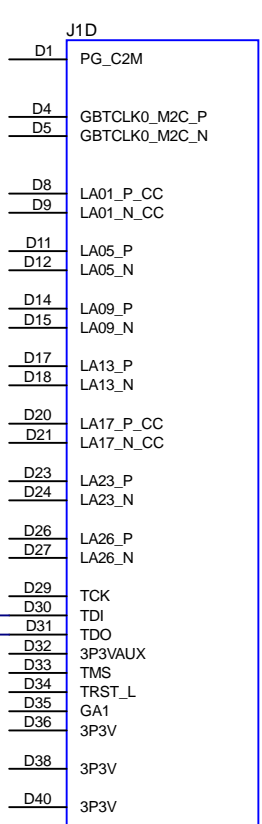 J1D
D1 PG_C2M
D4 GBTCLK0_M2C_P
D5 GBTCLK0_M2C_N
D8 LA01_P_CC
D9 LA01_N_CC
D11 LA05_P
D12 LA05_N
D14 LA09_P
D15 LA09_N
D17 LA13_P
D18 LA13_N
D20 LA17_P_CC
D21 LA17_N_CC
D23 LA23_P
D24 LA23_N
D26 LA26_P
D27 LA26_N
D29 TCK
D30 TDI
D31 TDO
D32 3P3VAUX
D33 TMS
D34 TRST_L
D35 GA1
D36 3P3V
D38 3P3V
D40 3P3V